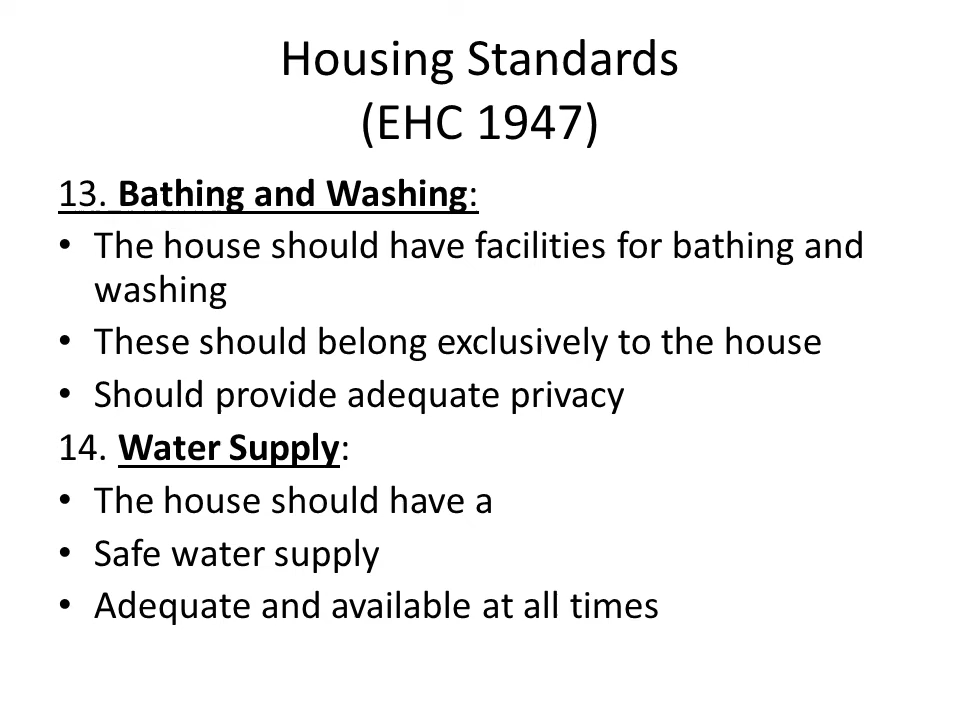 Housing Standards
(EHC 1947)
13. Bathing and Washing:
• The house should have facilities for bathing and
washing
• These should belong exclusively to the house
• Should provide adequate privacy
14. Water Supply:
• The house should have a
• Safe water supply
• Adequate and available at all times